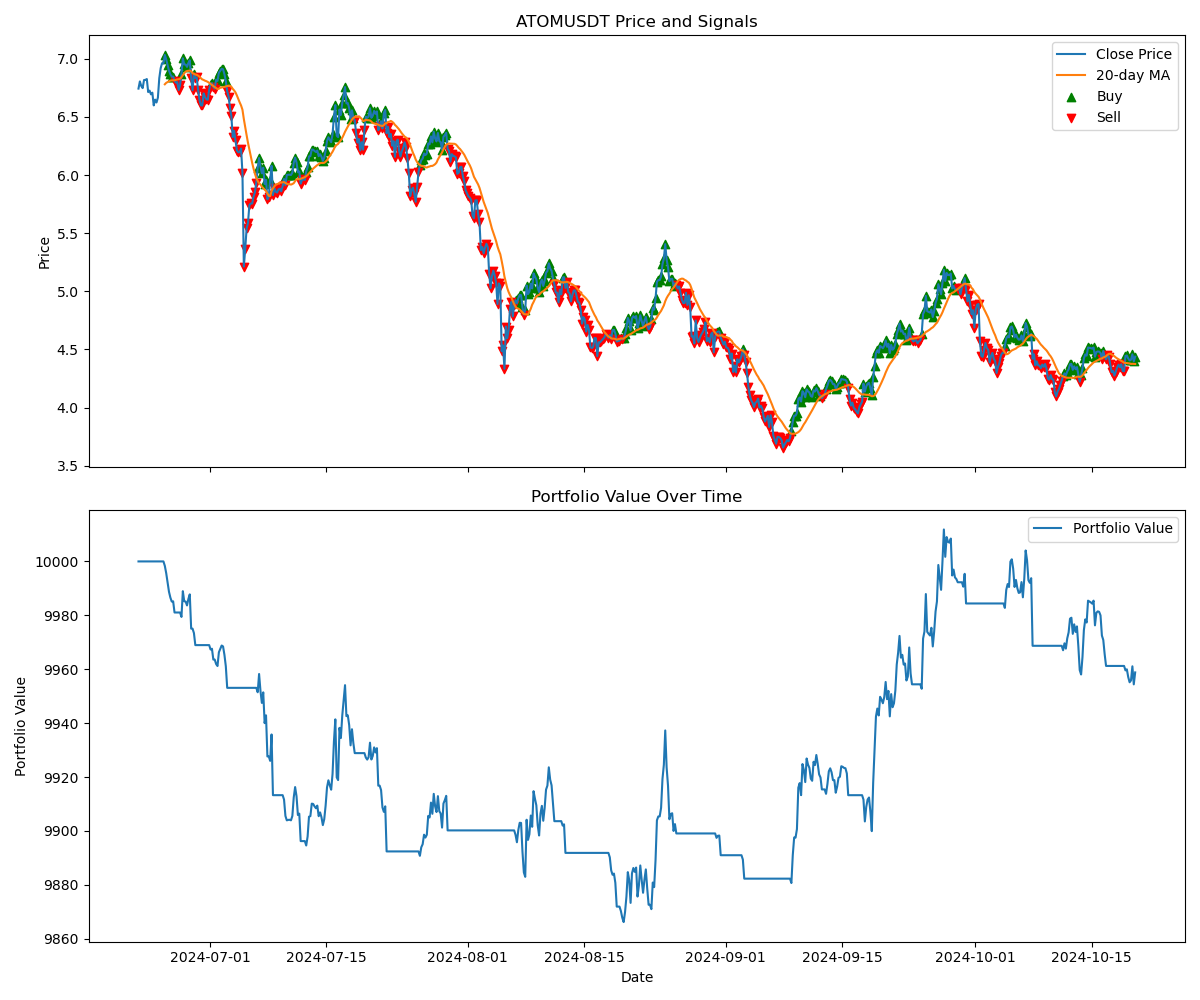 ATOMUSDT Price and Signals
Close Price
20-day MA
Buy
Sell
Price
7.0
6.5
6.0
5.5
5.0
4.5
4.0
3.5
Portfolio Value Over Time
Portfolio Value
Portfolio Value
10000
9980
9960
9940
9920
9900
9880
9860
2024-07-01 2024-07-15 2024-08-01 2024-08-15 2024-09-01 2024-09-15 2024-10-01 2024-10-15
Date